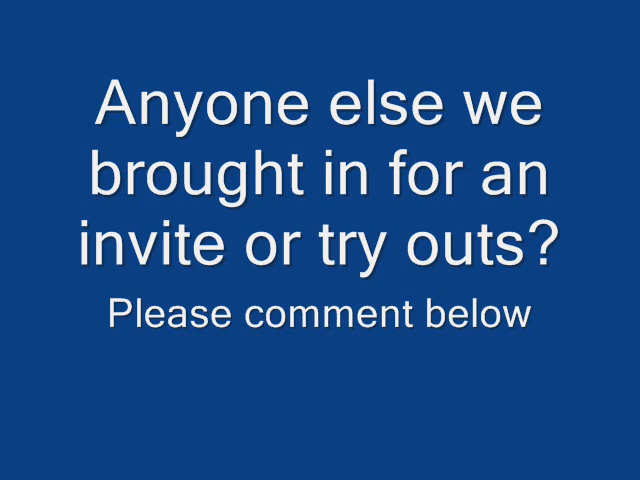 Anyone else we
brought in for an
invite or try outs?
Please comment below